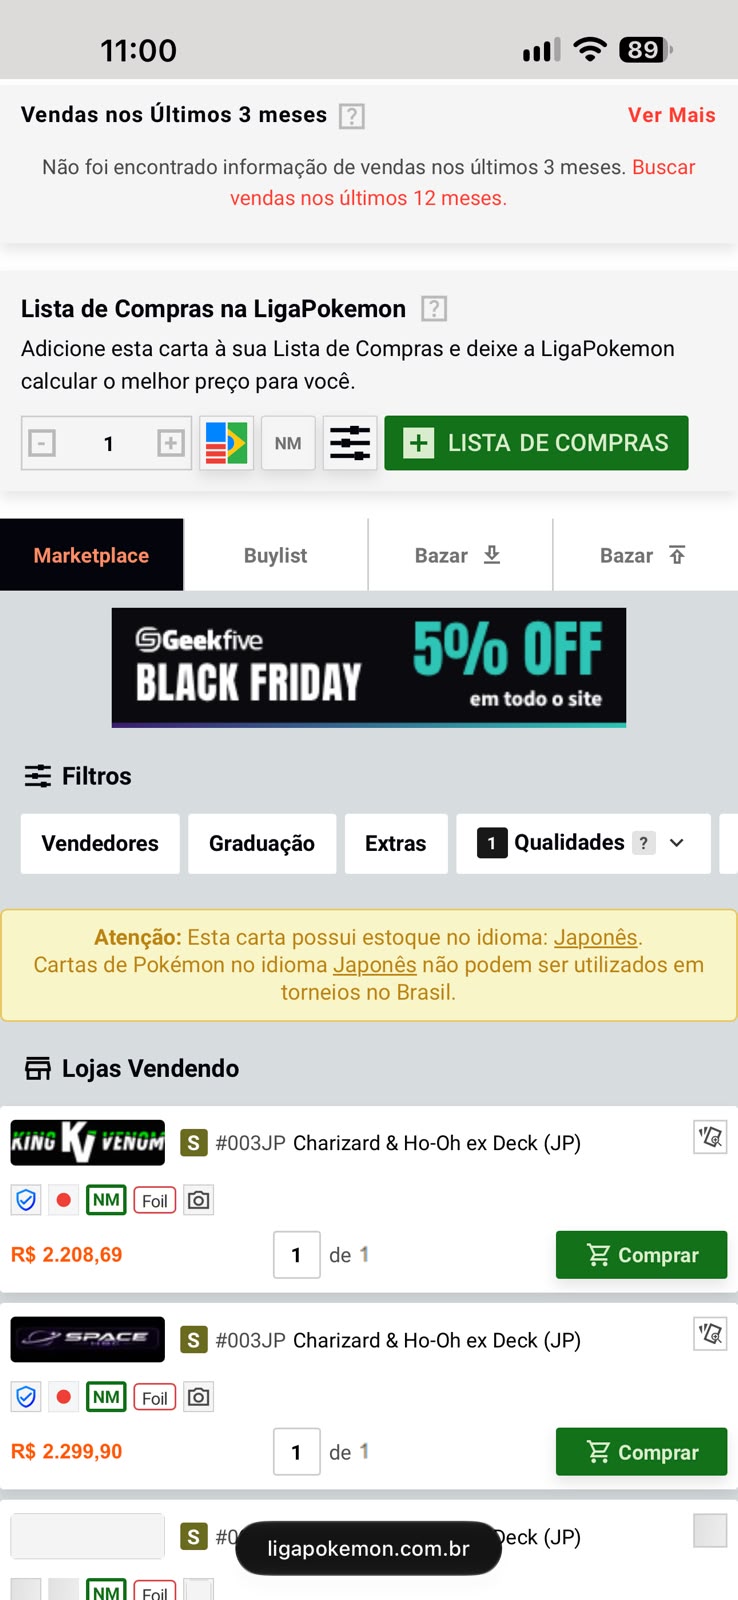 11:00
89
Vendas nos Últimos 3 meses ?
Ver Mais
Não foi encontrado informação de vendas nos últimos 3 meses. Buscar
vendas nos últimos 12 meses.
Lista de Compras na LigaPokemon ?
Adicione esta carta à sua Lista de Compras e deixe a LigaPokemon
calcular o melhor preço para você.
- 1 + NM + LISTA DE COMPRAS
Marketplace Buylist Bazar Bazar
Geekfive
BLACK FRIDAY
5% OFF
em todo o site
Filtros
Vendedores Graduação Extras 1 Qualidades ?
Atenção: Esta carta possui estoque no idioma: Japonês.
Cartas de Pokémon no idioma Japonês não podem ser utilizados em
torneios no Brasil.
Lojas Vendendo
KING KV VENOM S #003JP Charizard & Ho-Oh ex Deck (JP)
NM Foil
R$ 2.208,69 1 de 1 Comprar
SPACE S #003JP Charizard & Ho-Oh ex Deck (JP)
NM Foil
R$ 2.299,90 1 de 1 Comprar
S #0 Deck (JP)
ligapokemon.com.br
NM Foil